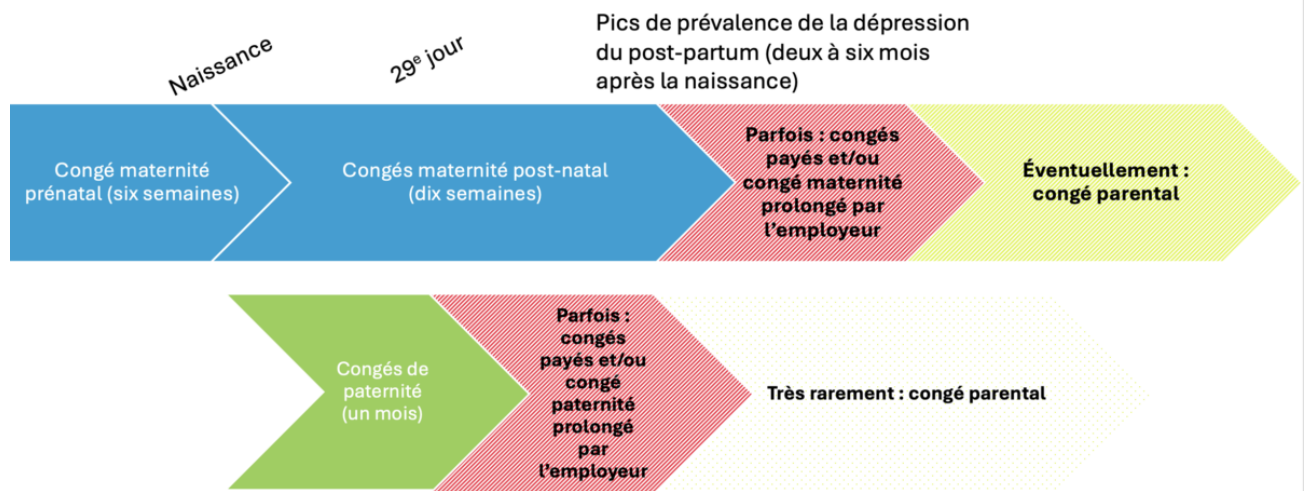 Naissance
29e jour
Pics de prévalence de la dépression
du post-partum (deux à six mois
après la naissance)
Congé maternité
prénatal (six semaines)
Congés maternité post-natal
(dix semaines)
Parfois : congés
payés et/ou
congé maternité
prolongé par
l’employeur
Éventuellement :
congé parental
Congés de
paternité
(un mois)
Parfois :
congés
payés et/ou
congé
paternité
prolongé
par
l’employeur
Très rarement : congé parental